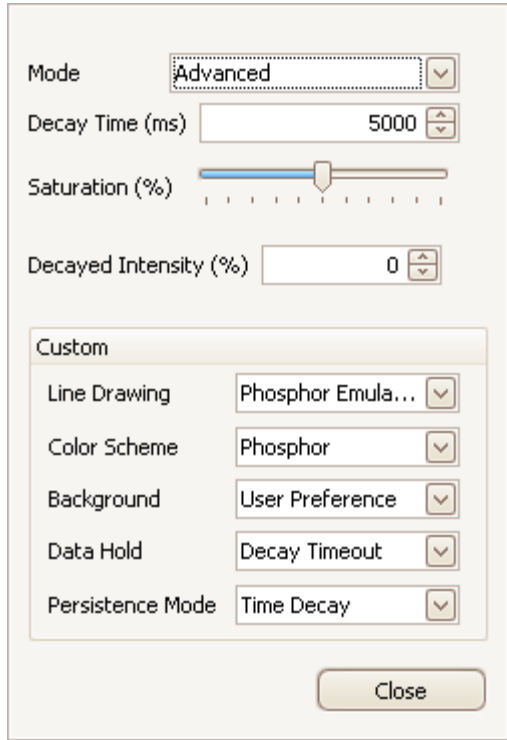 Mode Advanced
Decay Time (ms) 5000
Saturation (%)
Decayed Intensity (%) 0
Custom
Line Drawing Phosphor Emula...
Color Scheme Phosphor
Background User Preference
Data Hold Decay Timeout
Persistence Mode Time Decay
Close